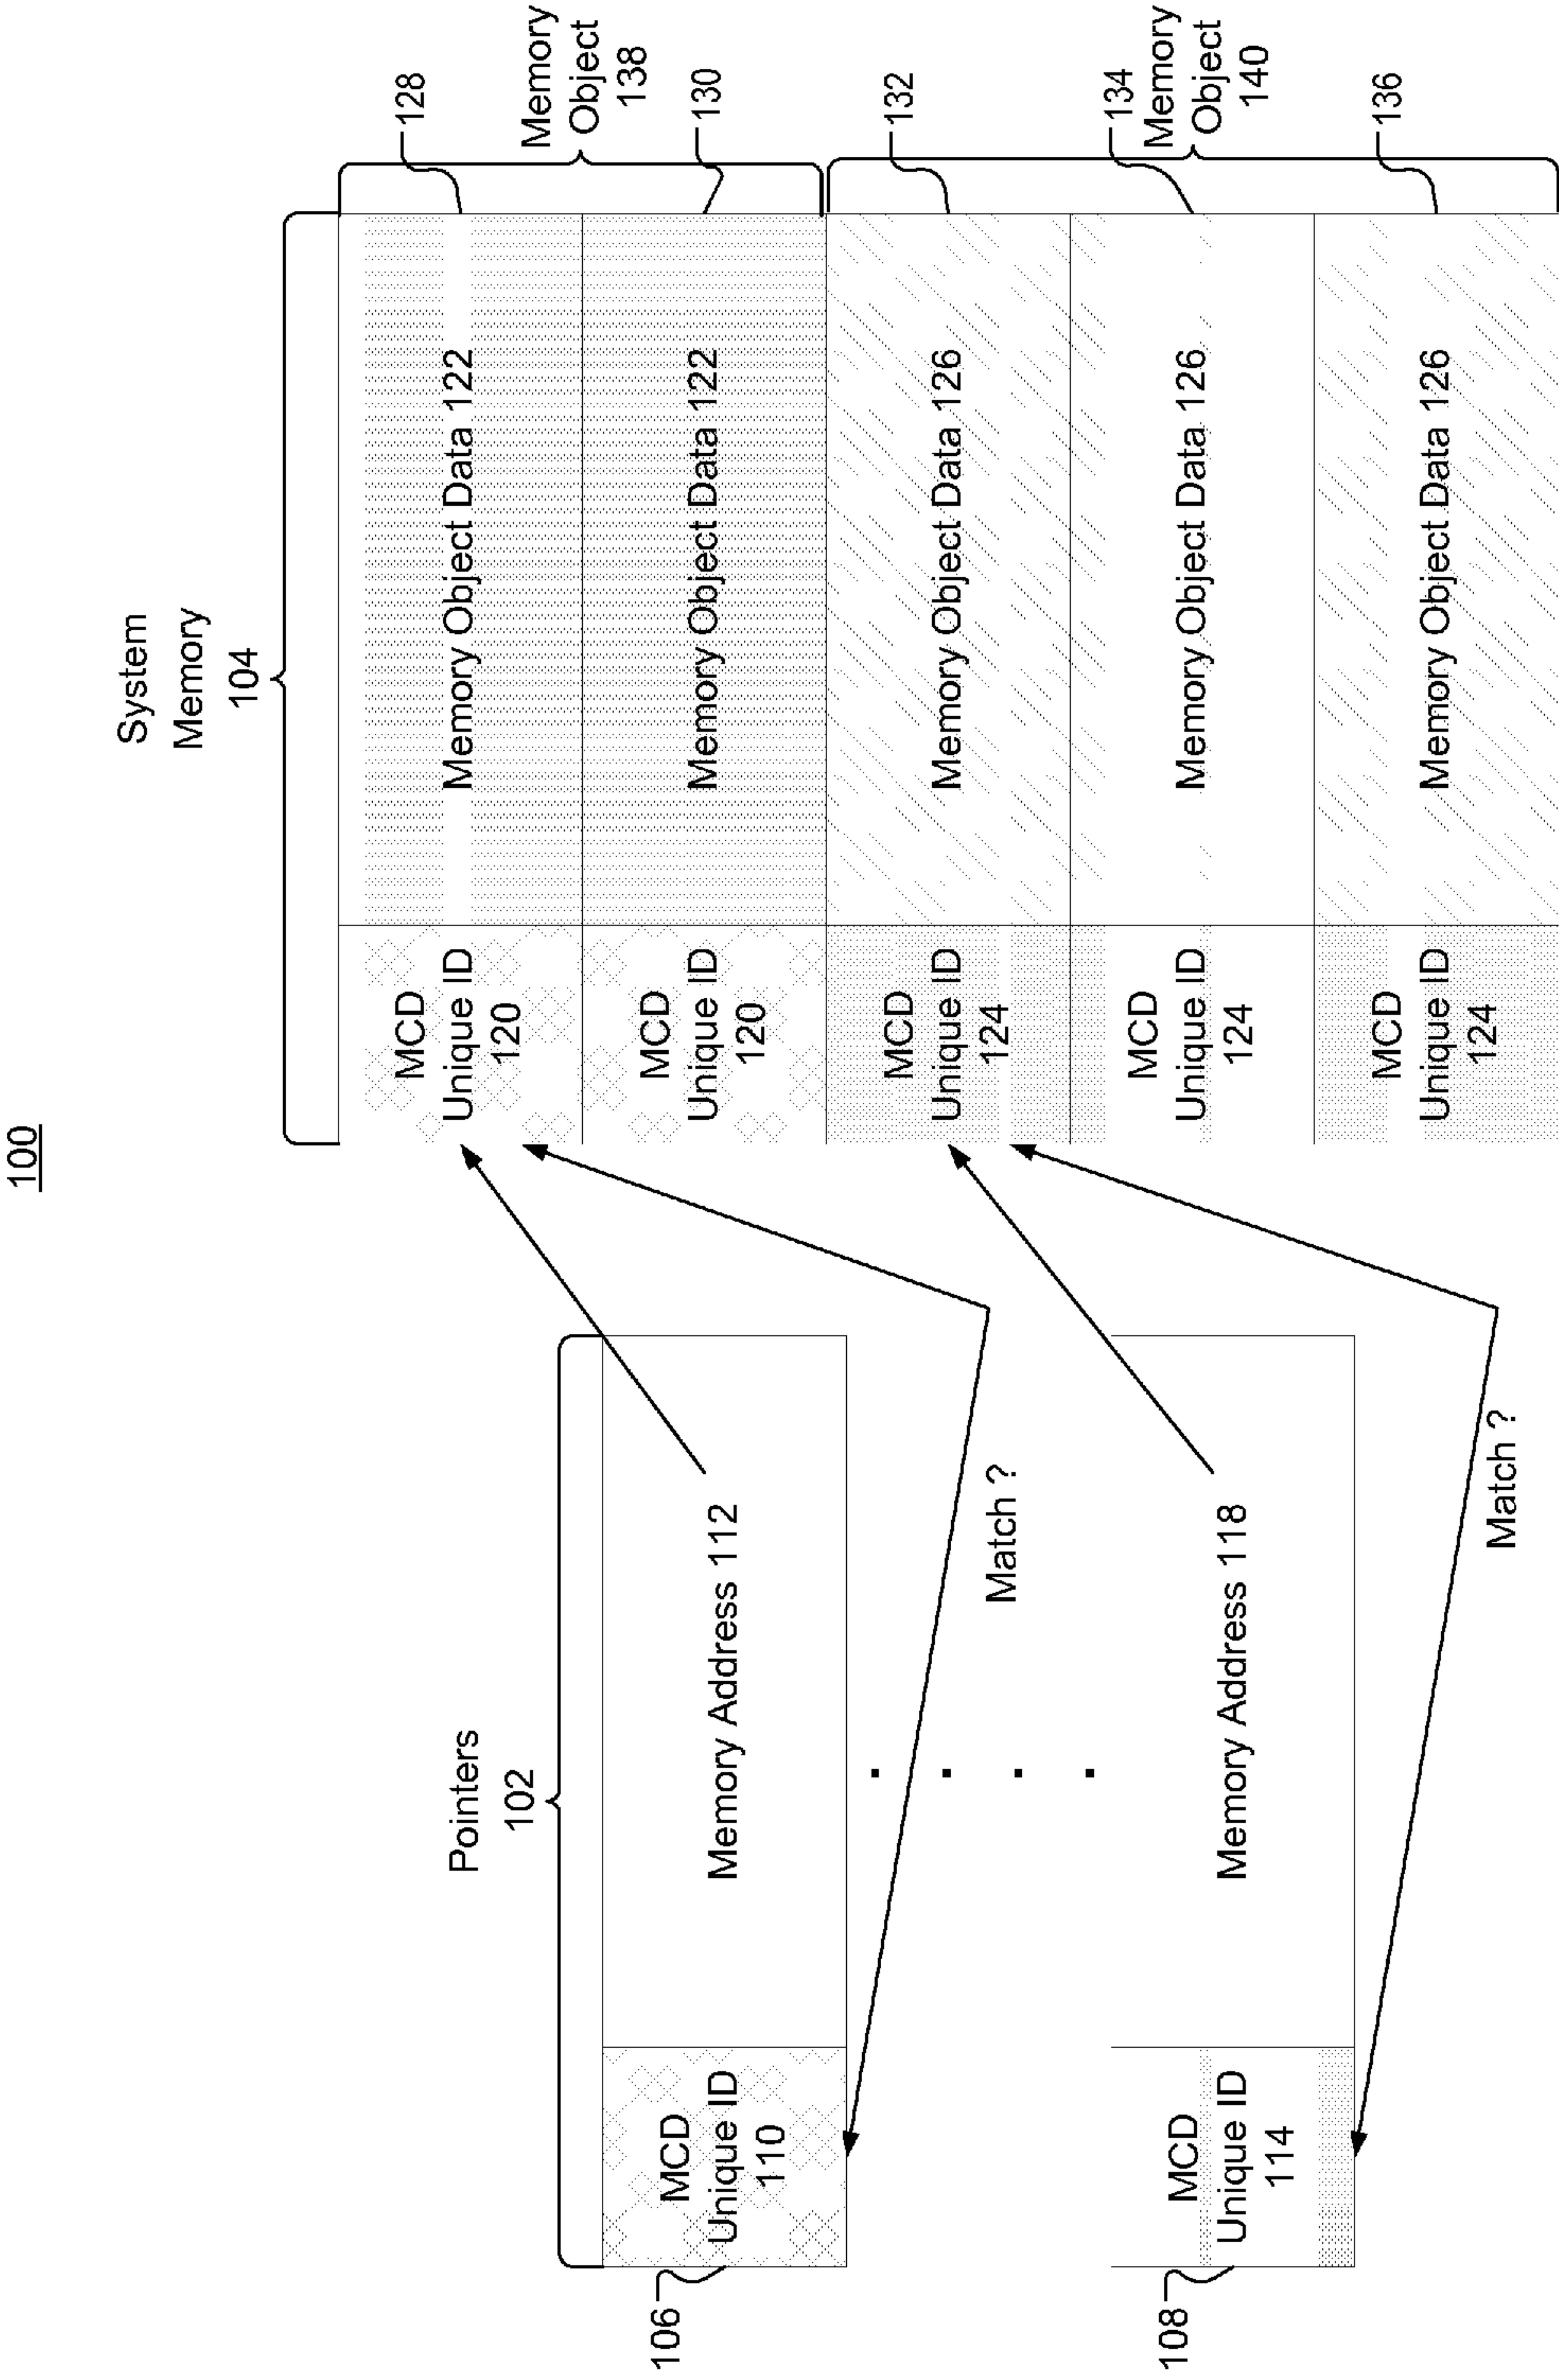 100
System
Memory
104
Pointers
102
106
MCD
Unique ID
110
Memory Address 112
Match ?
108
MCD
Unique ID
114
Memory Address 118
Match ?
MCD
Unique ID
120
Memory Object Data 122
128
MCD
Unique ID
120
Memory Object Data 122
130
Memory
Object
138
MCD
Unique ID
124
Memory Object Data 126
132
MCD
Unique ID
124
Memory Object Data 126
134
MCD
Unique ID
124
Memory Object Data 126
136
Memory
Object
140